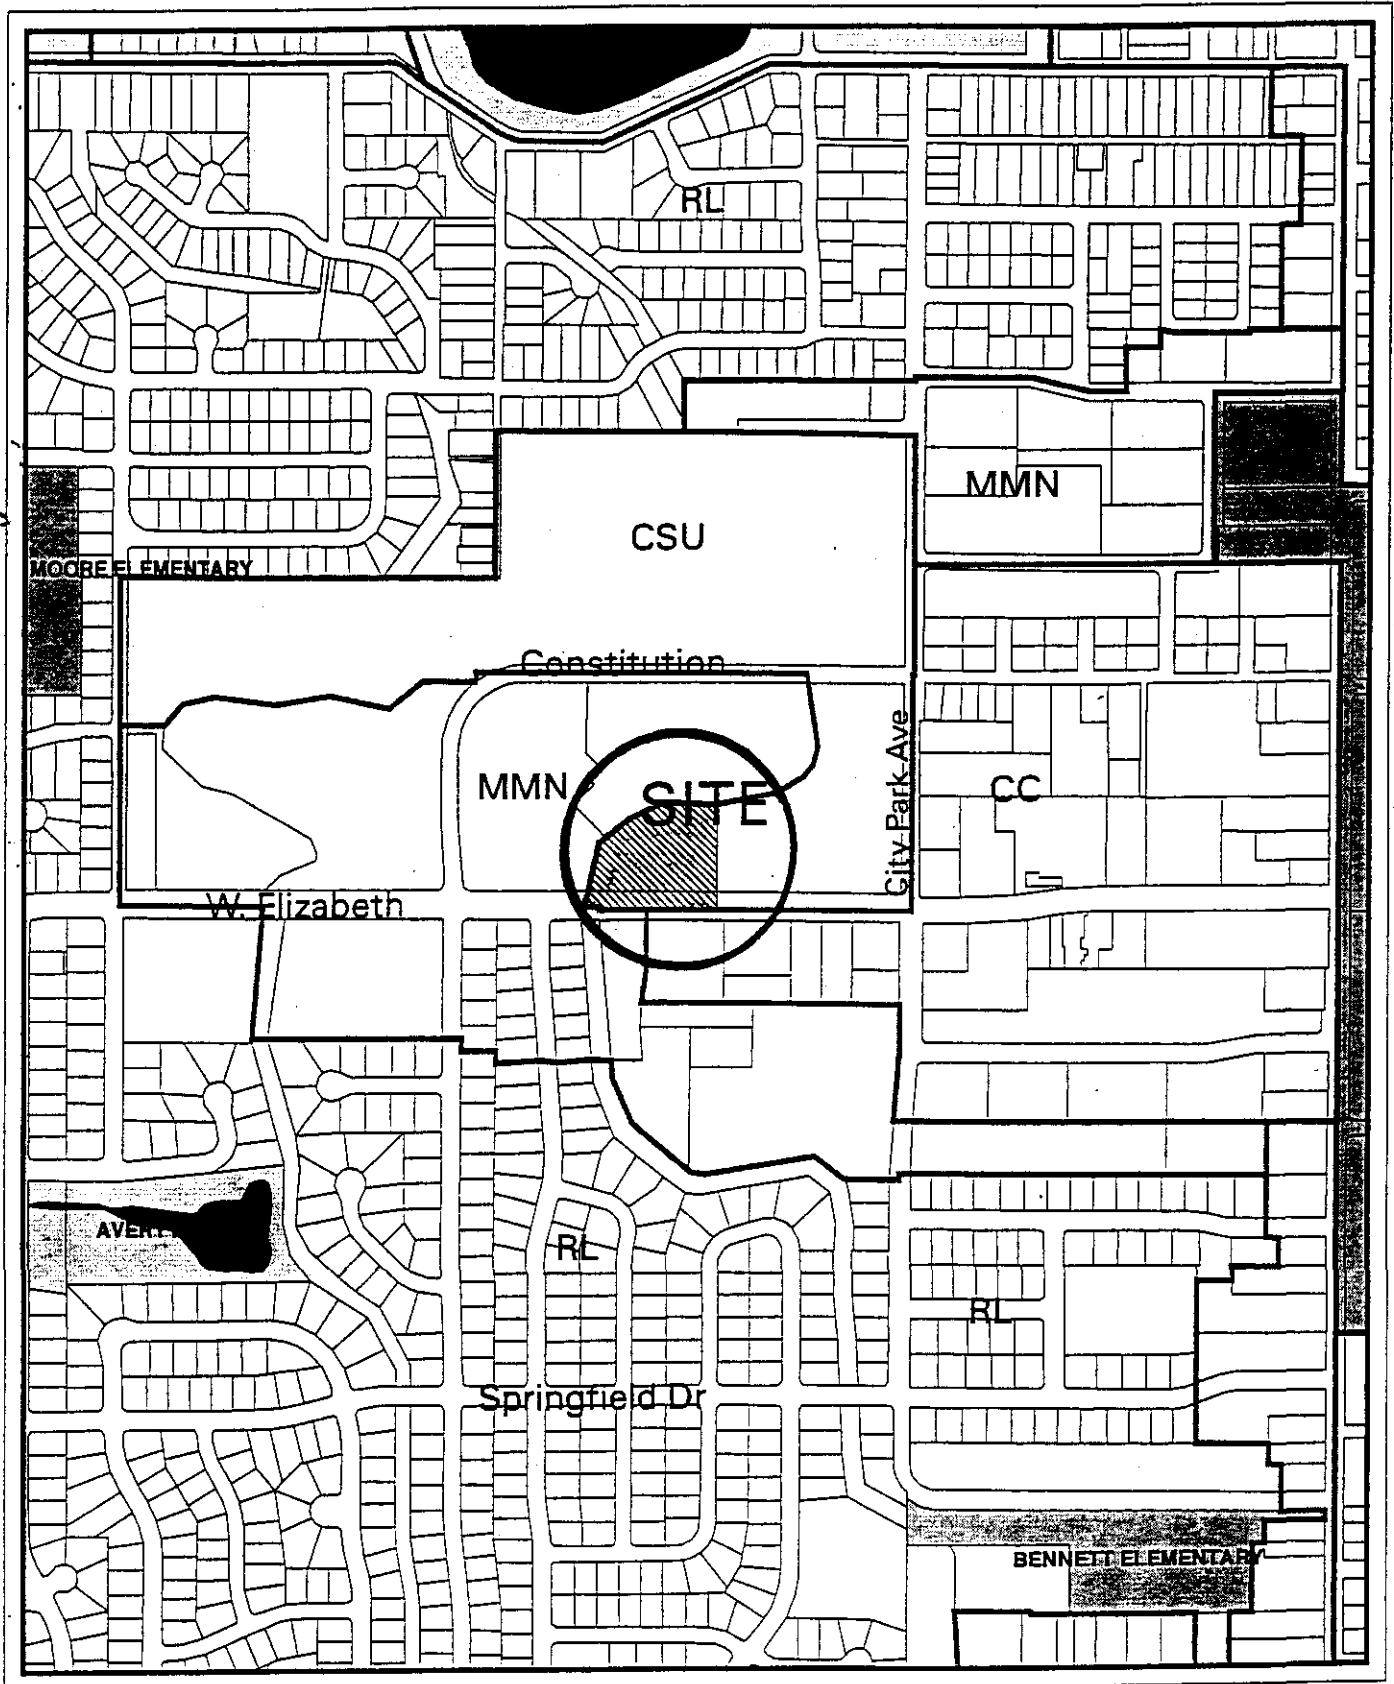 RL
MMN
CSU
MOORE ELEMENTARY
Constitution
MMN
SITE
City Park Ave
CC
W. Elizabeth
AVERY
RL
RL
Springfield Dr
BENNETT ELEMENTARY